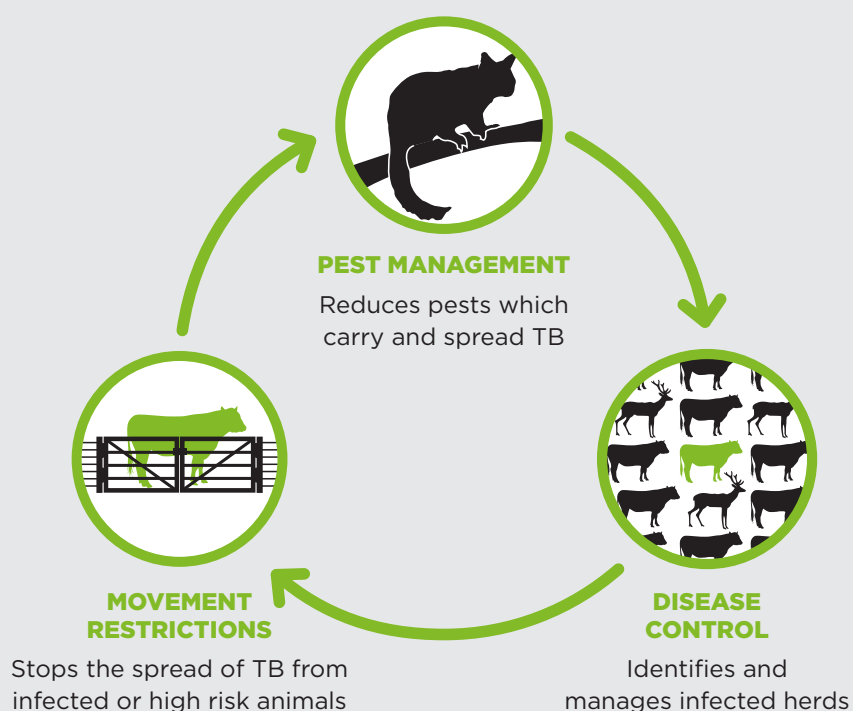 PEST MANAGEMENT
Reduces pests which
carry and spread TB
MOVEMENT
RESTRICTIONS
Stops the spread of TB from
infected or high risk animals
DISEASE
CONTROL
Identifies and
manages infected herds